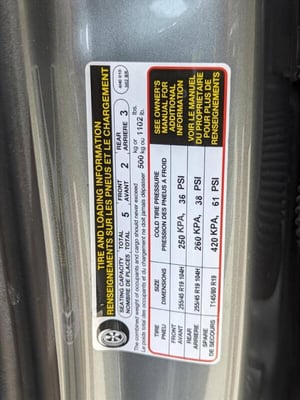 TIRE AND LOADING INFORMATION
RENSEIGNEMENTS SUR LES PNEUS ET LE CHARGEMENT
SEATING CAPACITY TOTAL 5 FRONT 2 REAR 3
NOMBRE DE PLACES TOTAL AVANT ARRIERE
The combined weight of occupants and cargo should never exceed kg or lbs.
Le poids total des occupants et du chargement ne doit jamais dépasser 500 kg ou 1102 lb.
TIRE SIZE COLD TIRE PRESSURE
PNEU DIMENSIONS PRESSION DES PNEUS A FROID
FRONT
AVANT 255/45 R19 104H 250 KPA, 36 PSI
REAR
ARRIERE 255/45 R19 104H 260 KPA, 38 PSI
SPARE
DE SECOURS T145/80 R19 420 KPA, 61 PSI
SEE OWNER'S
MANUAL FOR
ADDITIONAL
INFORMATION
VOIR LE MANUEL
DU PROPRIETAIRE
POUR PLUS DE
RENSEIGNEMENTS